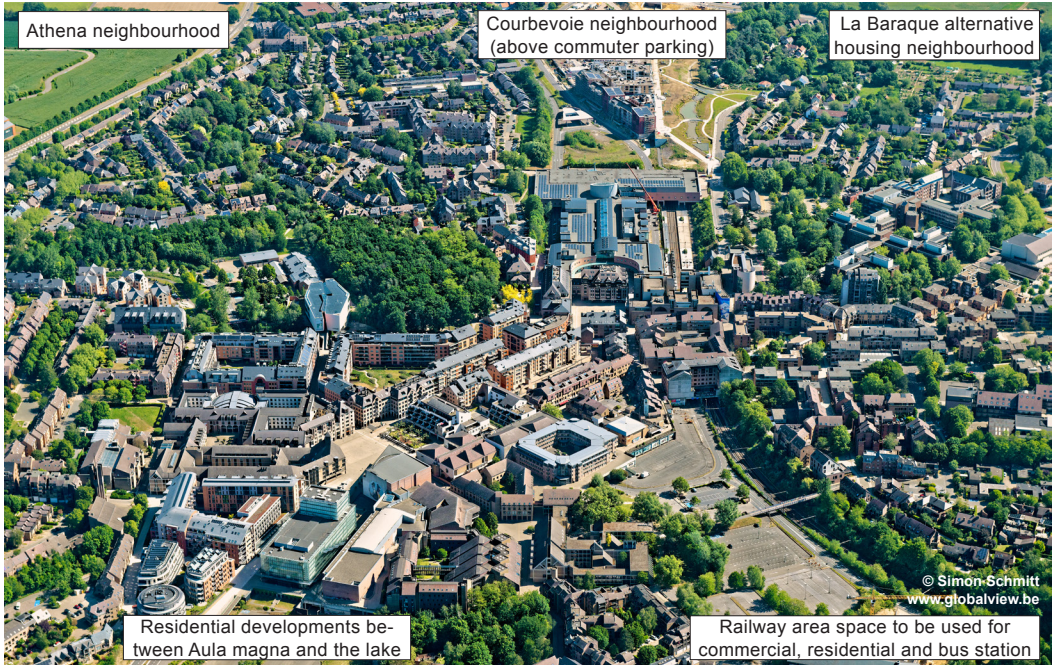 Athena neighbourhood
Courbevoie neighbourhood
(above commuter parking)
La Baraque alternative
housing neighbourhood
© Simon Schmitt
www.globalview.be
Residential developments be-
tween Aula magna and the lake
Railway area space to be used for
commercial, residential and bus station